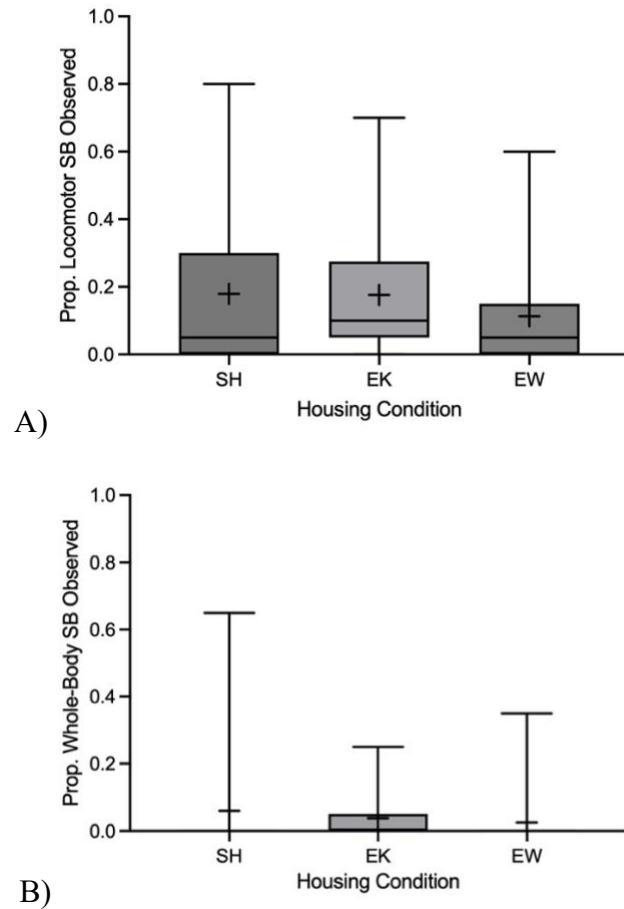 Prop. Locomotor SB Observed
1.0
0.8
0.6
0.4
0.2
0.0
SH EK EW
Housing Condition
A)
Prop. Whole-Body SB Observed
1.0
0.8
0.6
0.4
0.2
0.0
SH EK EW
Housing Condition
B)